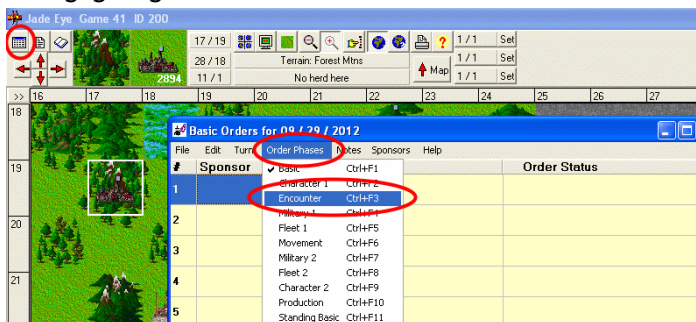 Jade Eye Game 41 ID 200
17 / 19
1 / 1 Set
28 / 18 Terrain: Forest Mtns 1 / 1 Set
2894 11 / 1 No herd here Map 1 / 1 Set
>> 16 17 18 19 20 21 22 23 24 25 26 27
18
Basic Orders for 09 / 29 / 2012
File Edit Turn Order Phases Notes Sponsors Help
# Sponsor Order Status
19
Basic Ctrl+F1
Character 1 Ctrl+F2
1
Encounter Ctrl+F3
Military 1 Ctrl+F4
20
2
Fleet 1 Ctrl+F5
Movement Ctrl+F6
3
Military 2 Ctrl+F7
Fleet 2 Ctrl+F8
21
4
Character 2 Ctrl+F9
Production Ctrl+F10
5
Standing Basic Ctrl+F11